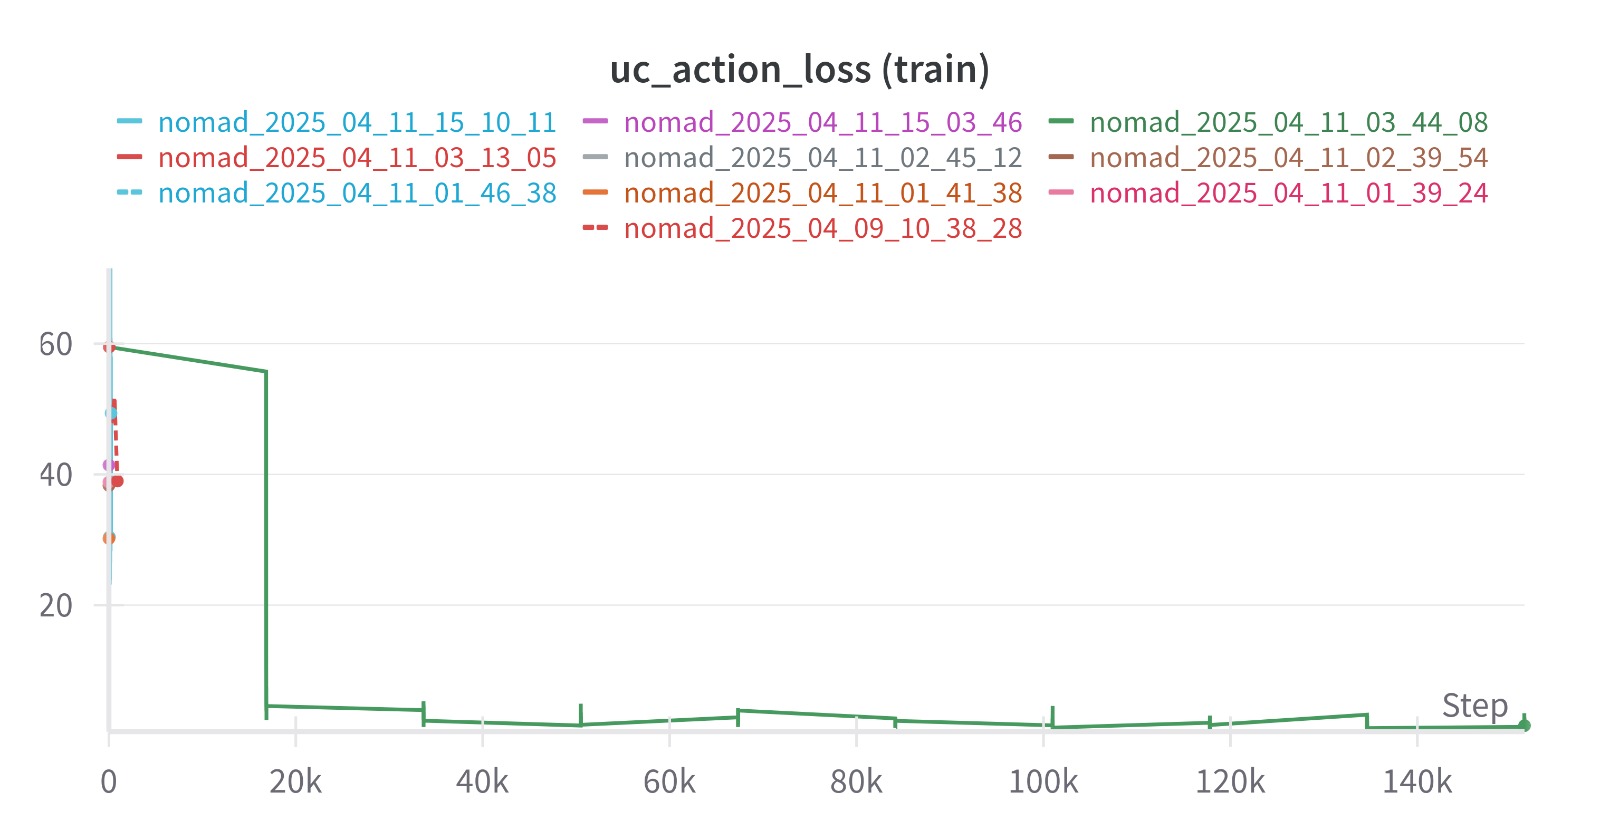 uc_action_loss (train)
nomad_2025_04_11_15_10_11 nomad_2025_04_11_15_03_46 nomad_2025_04_11_03_44_08
nomad_2025_04_11_03_13_05 nomad_2025_04_11_02_45_12 nomad_2025_04_11_02_39_54
nomad_2025_04_11_01_46_38 nomad_2025_04_11_01_41_38 nomad_2025_04_11_01_39_24
nomad_2025_04_09_10_38_28
60
40
20
Step
0 20k 40k 60k 80k 100k 120k 140k